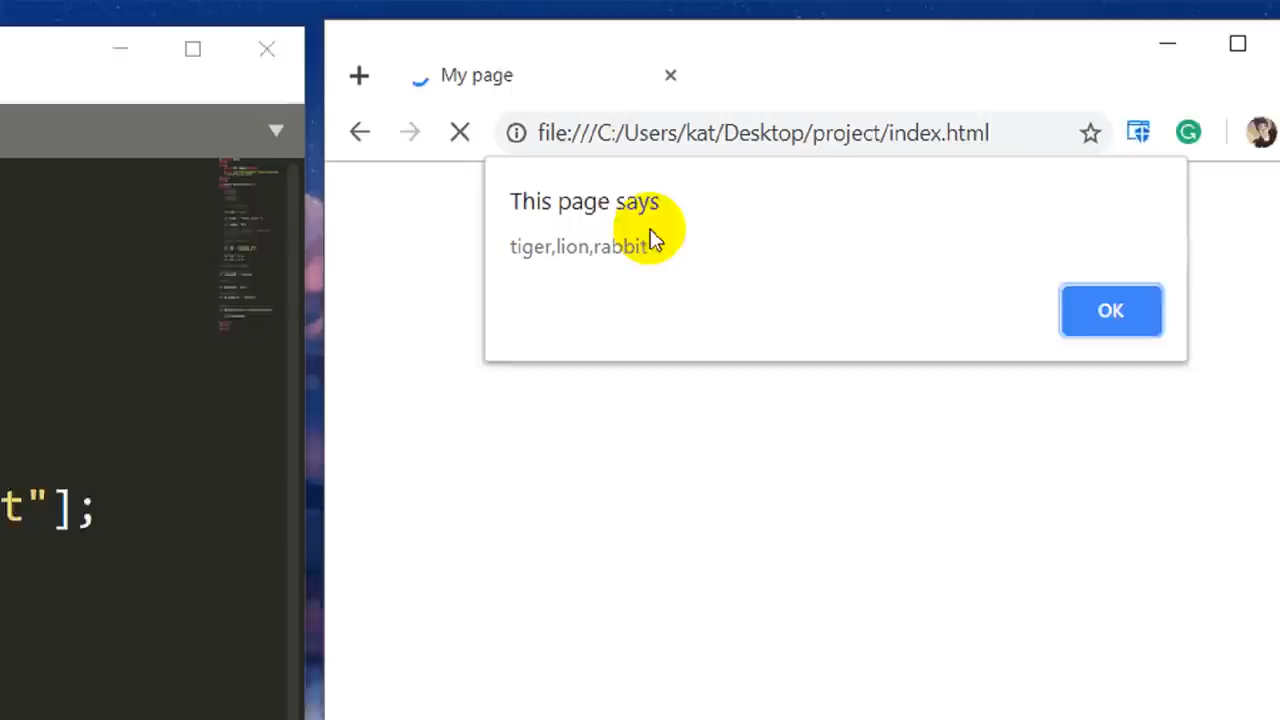 My page
file:///C:/Users/kat/Desktop/project/index.html
This page says
tiger,lion,rabbit
OK
t"];